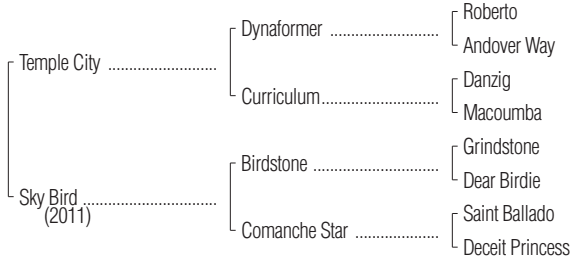 Roberto
Dynaformer ........................
Andover Way
Temple City ........................
Danzig
Curriculum..........................
Macoumba
Grindstone
Birdstone ............................
Dear Birdie
Sky Bird .............................
(2011)
Saint Ballado
Comanche Star ..................
Deceit Princess